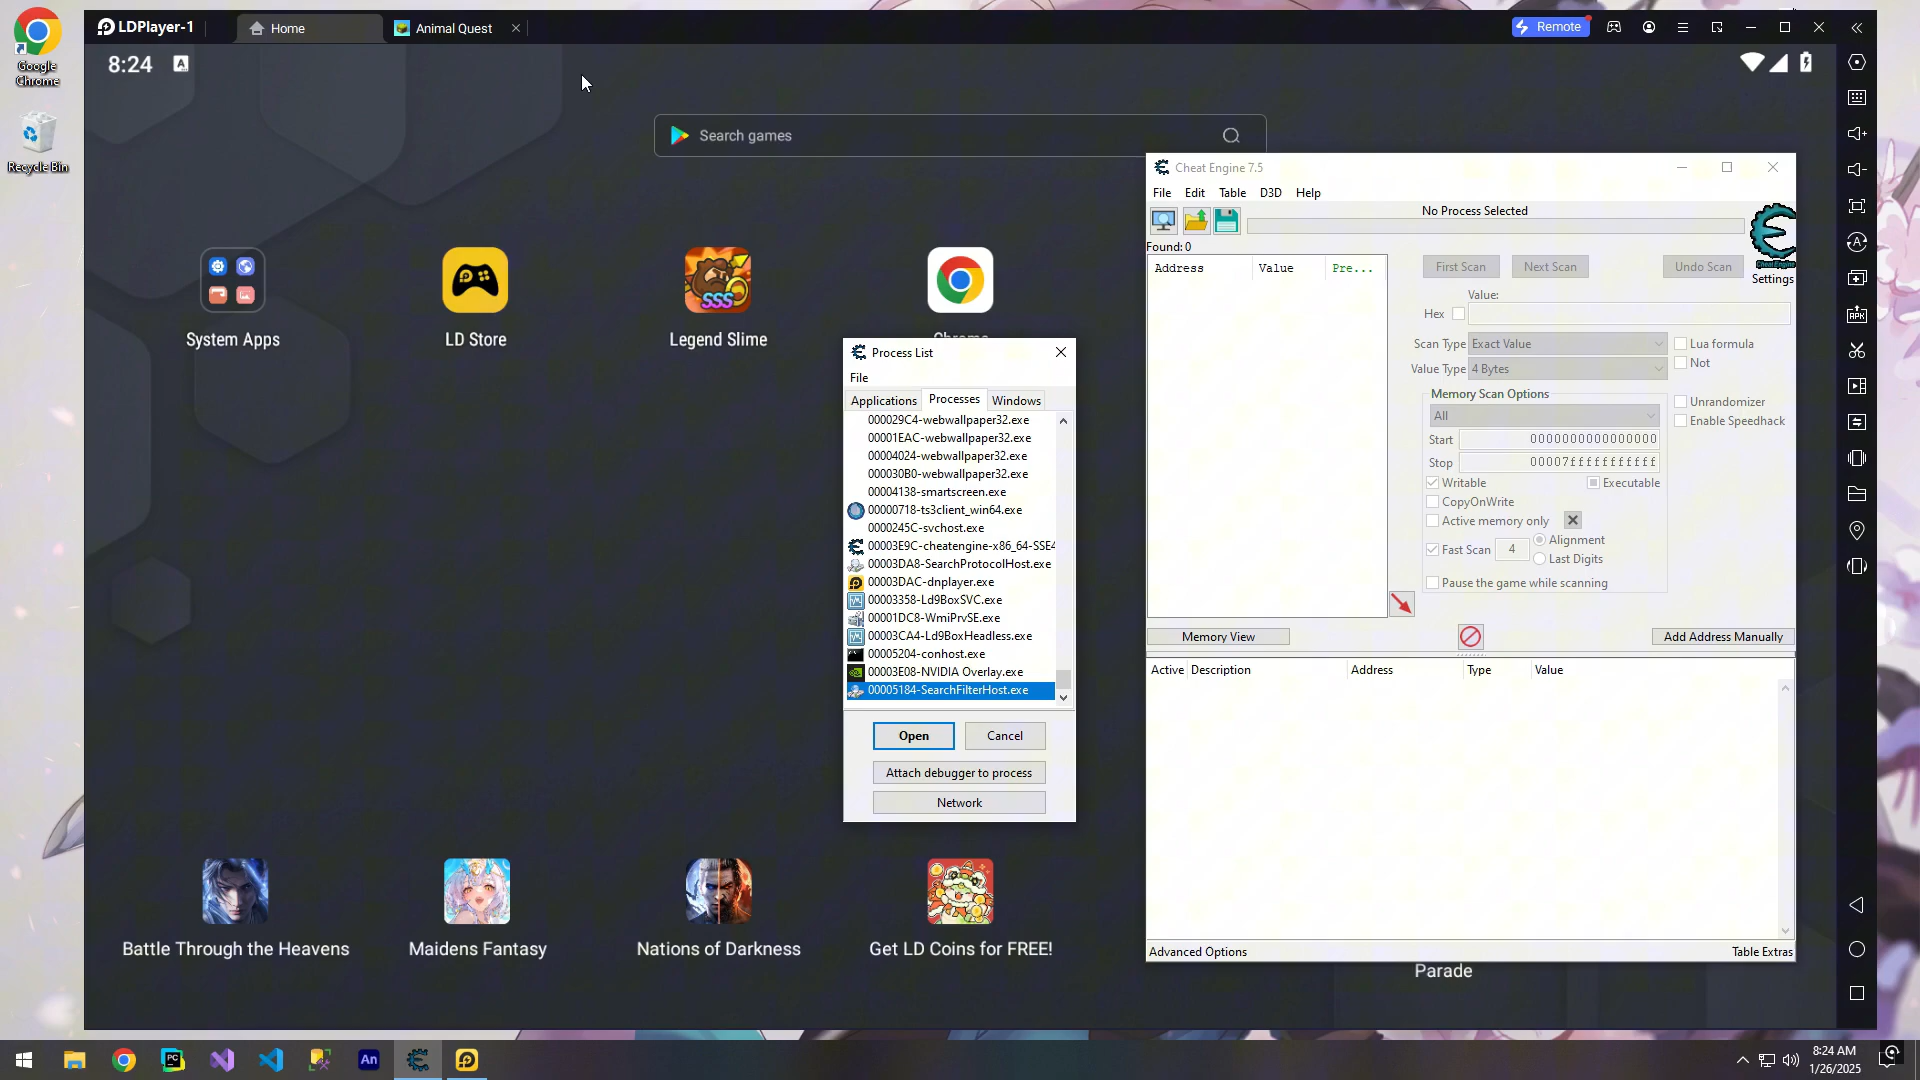 Google
Chrome
Recycle Bin
LDPlayer-1
Home
Animal Quest
Remote
8:24
A
Search games
System Apps
LD Store
SSS
Legend Slime
Battle Through the Heavens
Maidens Fantasy
Nations of Darkness
Get LD Coins for FREE!
Parade
Process List
File
Applications
Processes
Windows
000029C4-webwallpaper32.exe
00001EAC-webwallpaper32.exe
00004024-webwallpaper32.exe
000030B0-webwallpaper32.exe
00004138-smartscreen.exe
00000718-ts3client_win64.exe
0000245C-svchost.exe
00003E9C-cheatengine-x86_64-SSE4
00003DA8-SearchProtocolHost.exe
00003DAC-dnplayer.exe
00003358-Ld9BoxSVC.exe
00001DC8-WmiPrvSE.exe
00003CA4-Ld9BoxHeadless.exe
00005204-conhost.exe
00003E08-NVIDIA Overlay.exe
00005184-SearchFilterHost.exe
Open
Cancel
Attach debugger to process
Network
Cheat Engine 7.5
File Edit Table D3D Help
No Process Selected
Found: 0
Address Value Pre...
First Scan
Next Scan
Undo Scan
Cheat Engine
Settings
Value:
Hex
Scan Type Exact Value
Lua formula
Value Type 4 Bytes
Not
Memory Scan Options
All
Unrandomizer
Enable Speedhack
Start 0000000000000000
Stop 00007fffffffffff
Writable
Executable
CopyOnWrite
Active memory only
Fast Scan 4
Alignment
Last Digits
Pause the game while scanning
Memory View
Add Address Manually
Active Description Address Type Value
Advanced Options
Table Extras
APK
PC
An
8:24 AM
1/26/2025